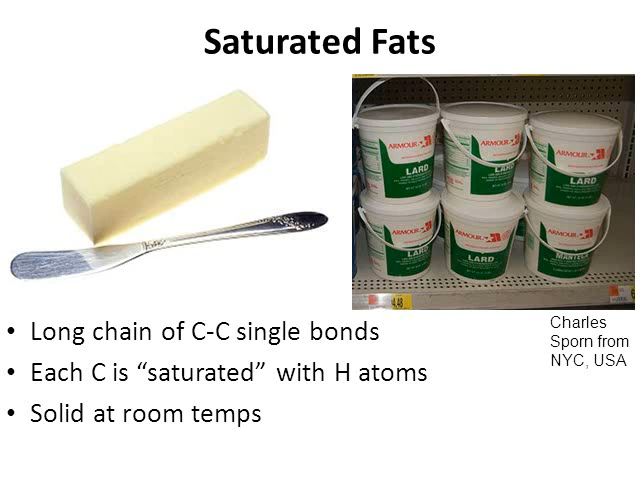 Saturated Fats
ARMOUR
LARD
ARMOUR
LARD
ARMOUR
LARD
ARMOUR
LARD
ARMOUR
LARD
ARMOUR
MANTECA
4.48
• Long chain of C-C single bonds
• Each C is “saturated” with H atoms
• Solid at room temps
Charles
Sporn from
NYC, USA